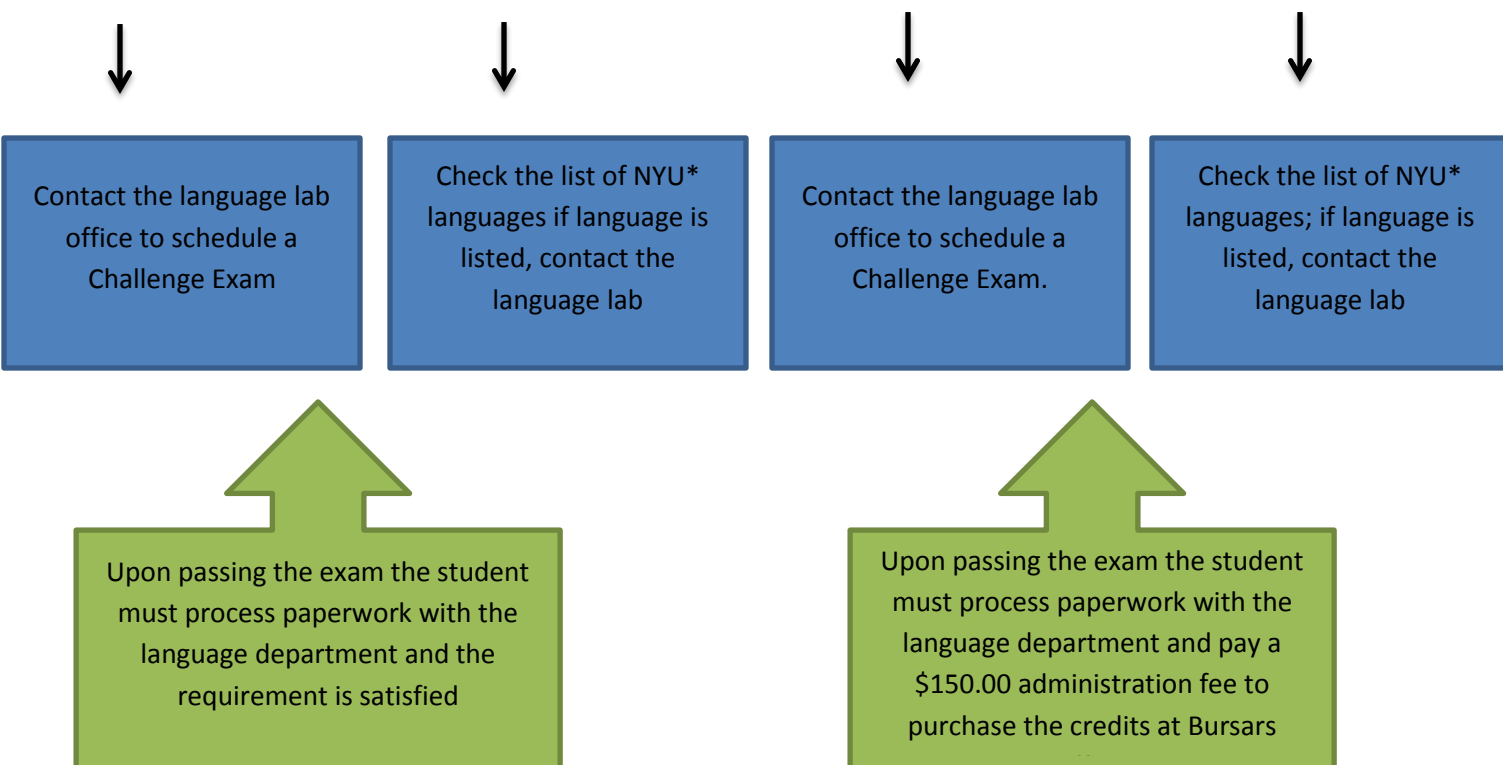 Contact the language lab
office to schedule a
Challenge Exam
Check the list of NYU*
languages if language is
listed, contact the
language lab
Contact the language lab
office to schedule a
Challenge Exam.
Check the list of NYU*
languages; if language is
listed, contact the
language lab
Upon passing the exam the student
must process paperwork with the
language department and the
requirement is satisfied
Upon passing the exam the student
must process paperwork with the
language department and pay a
$150.00 administration fee to
purchase the credits at Bursars